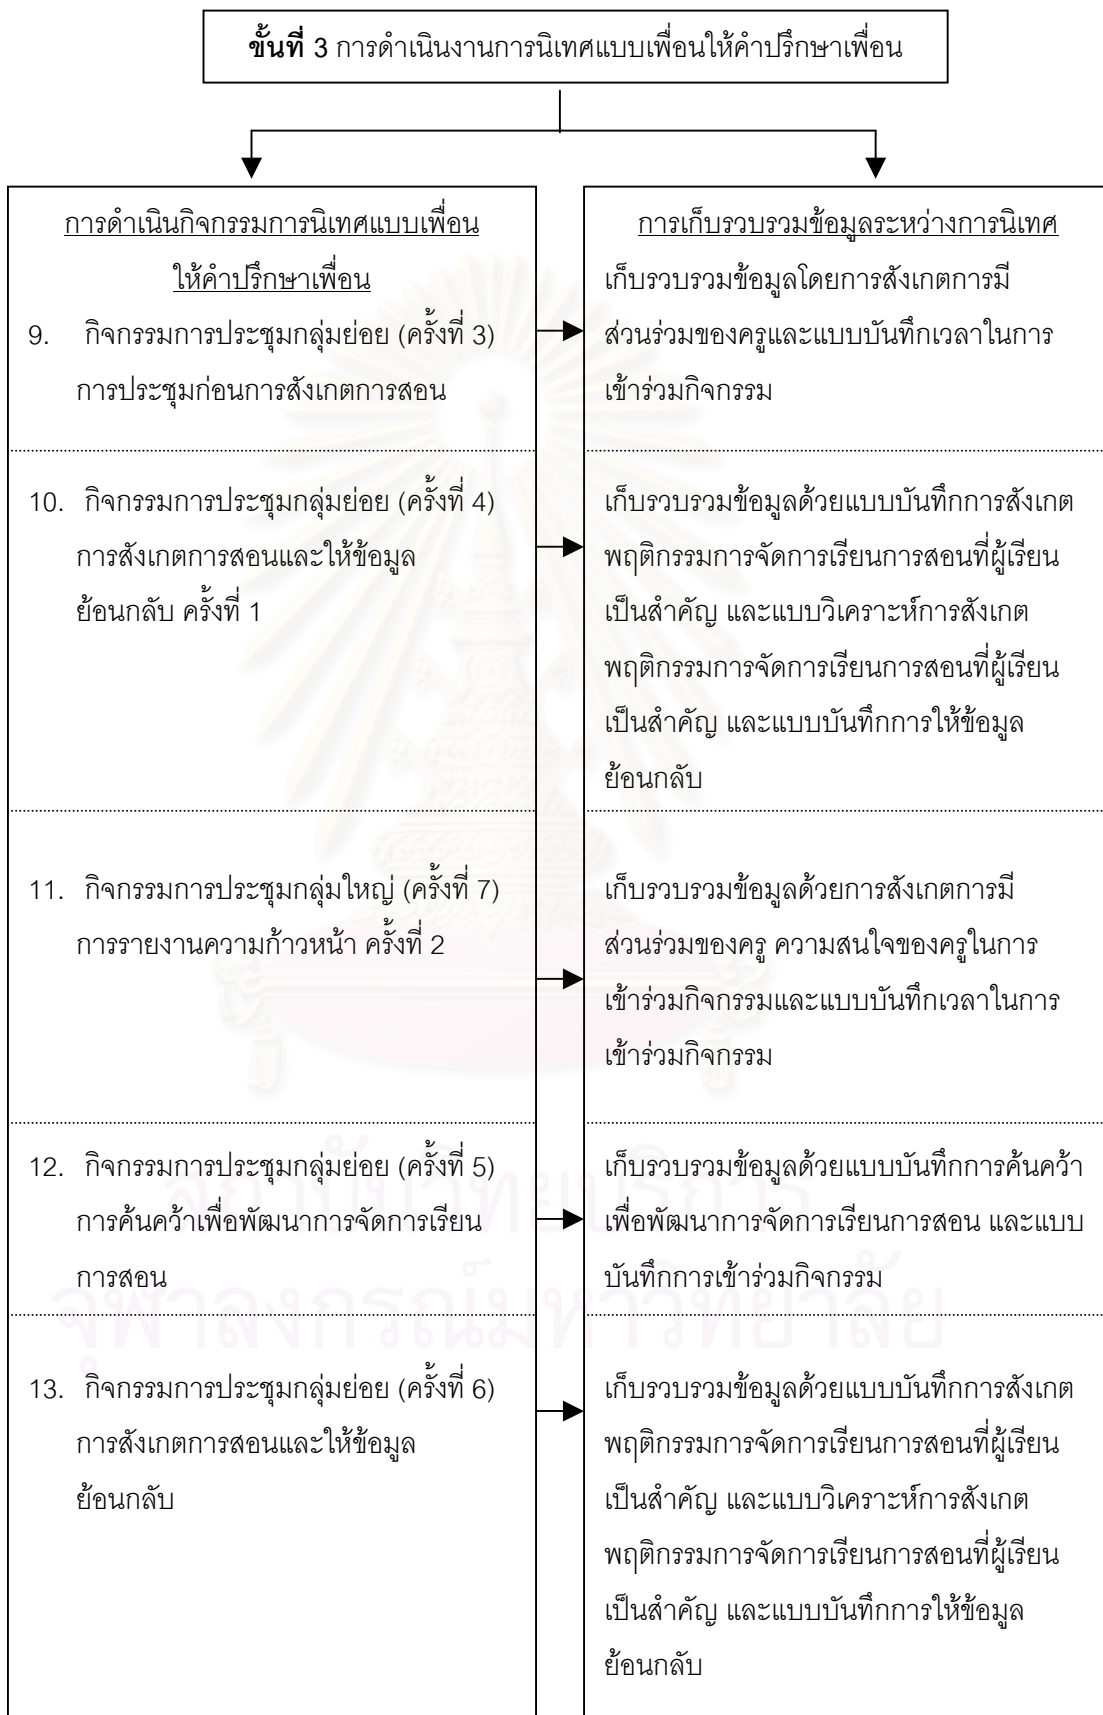 ขั้นที่ 3 การดำเนินงานการนิเทศแบบเพื่อนให้คำปรึกษาเพื่อน
การดำเนินกิจกรรมการนิเทศแบบเพื่อน
ให้คำปรึกษาเพื่อน
9. กิจกรรมการประชุมกลุ่มย่อย (ครั้งที่ 3)
การประชุมก่อนการสังเกตการสอน
การเก็บรวบรวมข้อมูลระหว่างการนิเทศ
เก็บรวบรวมข้อมูลโดยการสังเกตการมี
ส่วนร่วมของครูและแบบบันทึกเวลาในการ
เข้าร่วมกิจกรรม
10. กิจกรรมการประชุมกลุ่มย่อย (ครั้งที่ 4)
การสังเกตการสอนและให้ข้อมูล
ย้อนกลับ ครั้งที่ 1
เก็บรวบรวมข้อมูลด้วยแบบบันทึกการสังเกต
พฤติกรรมการจัดการเรียนการสอนที่ผู้เรียน
เป็นสำคัญ และแบบวิเคราะห์การสังเกต
พฤติกรรมการจัดการเรียนการสอนที่ผู้เรียน
เป็นสำคัญ และแบบบันทึกการให้ข้อมูล
ย้อนกลับ
11. กิจกรรมการประชุมกลุ่มใหญ่ (ครั้งที่ 7)
การรายงานความก้าวหน้า ครั้งที่ 2
เก็บรวบรวมข้อมูลด้วยการสังเกตการมี
ส่วนร่วมของครู ความสนใจของครูในการ
เข้าร่วมกิจกรรมและแบบบันทึกเวลาในการ
เข้าร่วมกิจกรรม
12. กิจกรรมการประชุมกลุ่มย่อย (ครั้งที่ 5)
การค้นคว้าเพื่อพัฒนาการจัดการเรียน
การสอน
เก็บรวบรวมข้อมูลด้วยแบบบันทึกการค้นคว้า
เพื่อพัฒนาการจัดการเรียนการสอน และแบบ
บันทึกการเข้าร่วมกิจกรรม
13. กิจกรรมการประชุมกลุ่มย่อย (ครั้งที่ 6)
การสังเกตการสอนและให้ข้อมูล
ย้อนกลับ
เก็บรวบรวมข้อมูลด้วยแบบบันทึกการสังเกต
พฤติกรรมการจัดการเรียนการสอนที่ผู้เรียน
เป็นสำคัญ และแบบวิเคราะห์การสังเกต
พฤติกรรมการจัดการเรียนการสอนที่ผู้เรียน
เป็นสำคัญ และแบบบันทึกการให้ข้อมูล
ย้อนกลับ
สถาบันวิทยบริการ
จุฬาลงกรณ์มหาวิทยาลัย